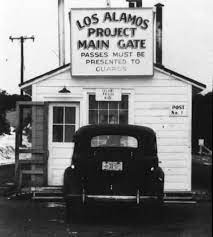 LOS ALAMOS
PROJECT
MAIN GATE
PASSES MUST BE
PRESENTED TO
GUARDS
POST
No. 1